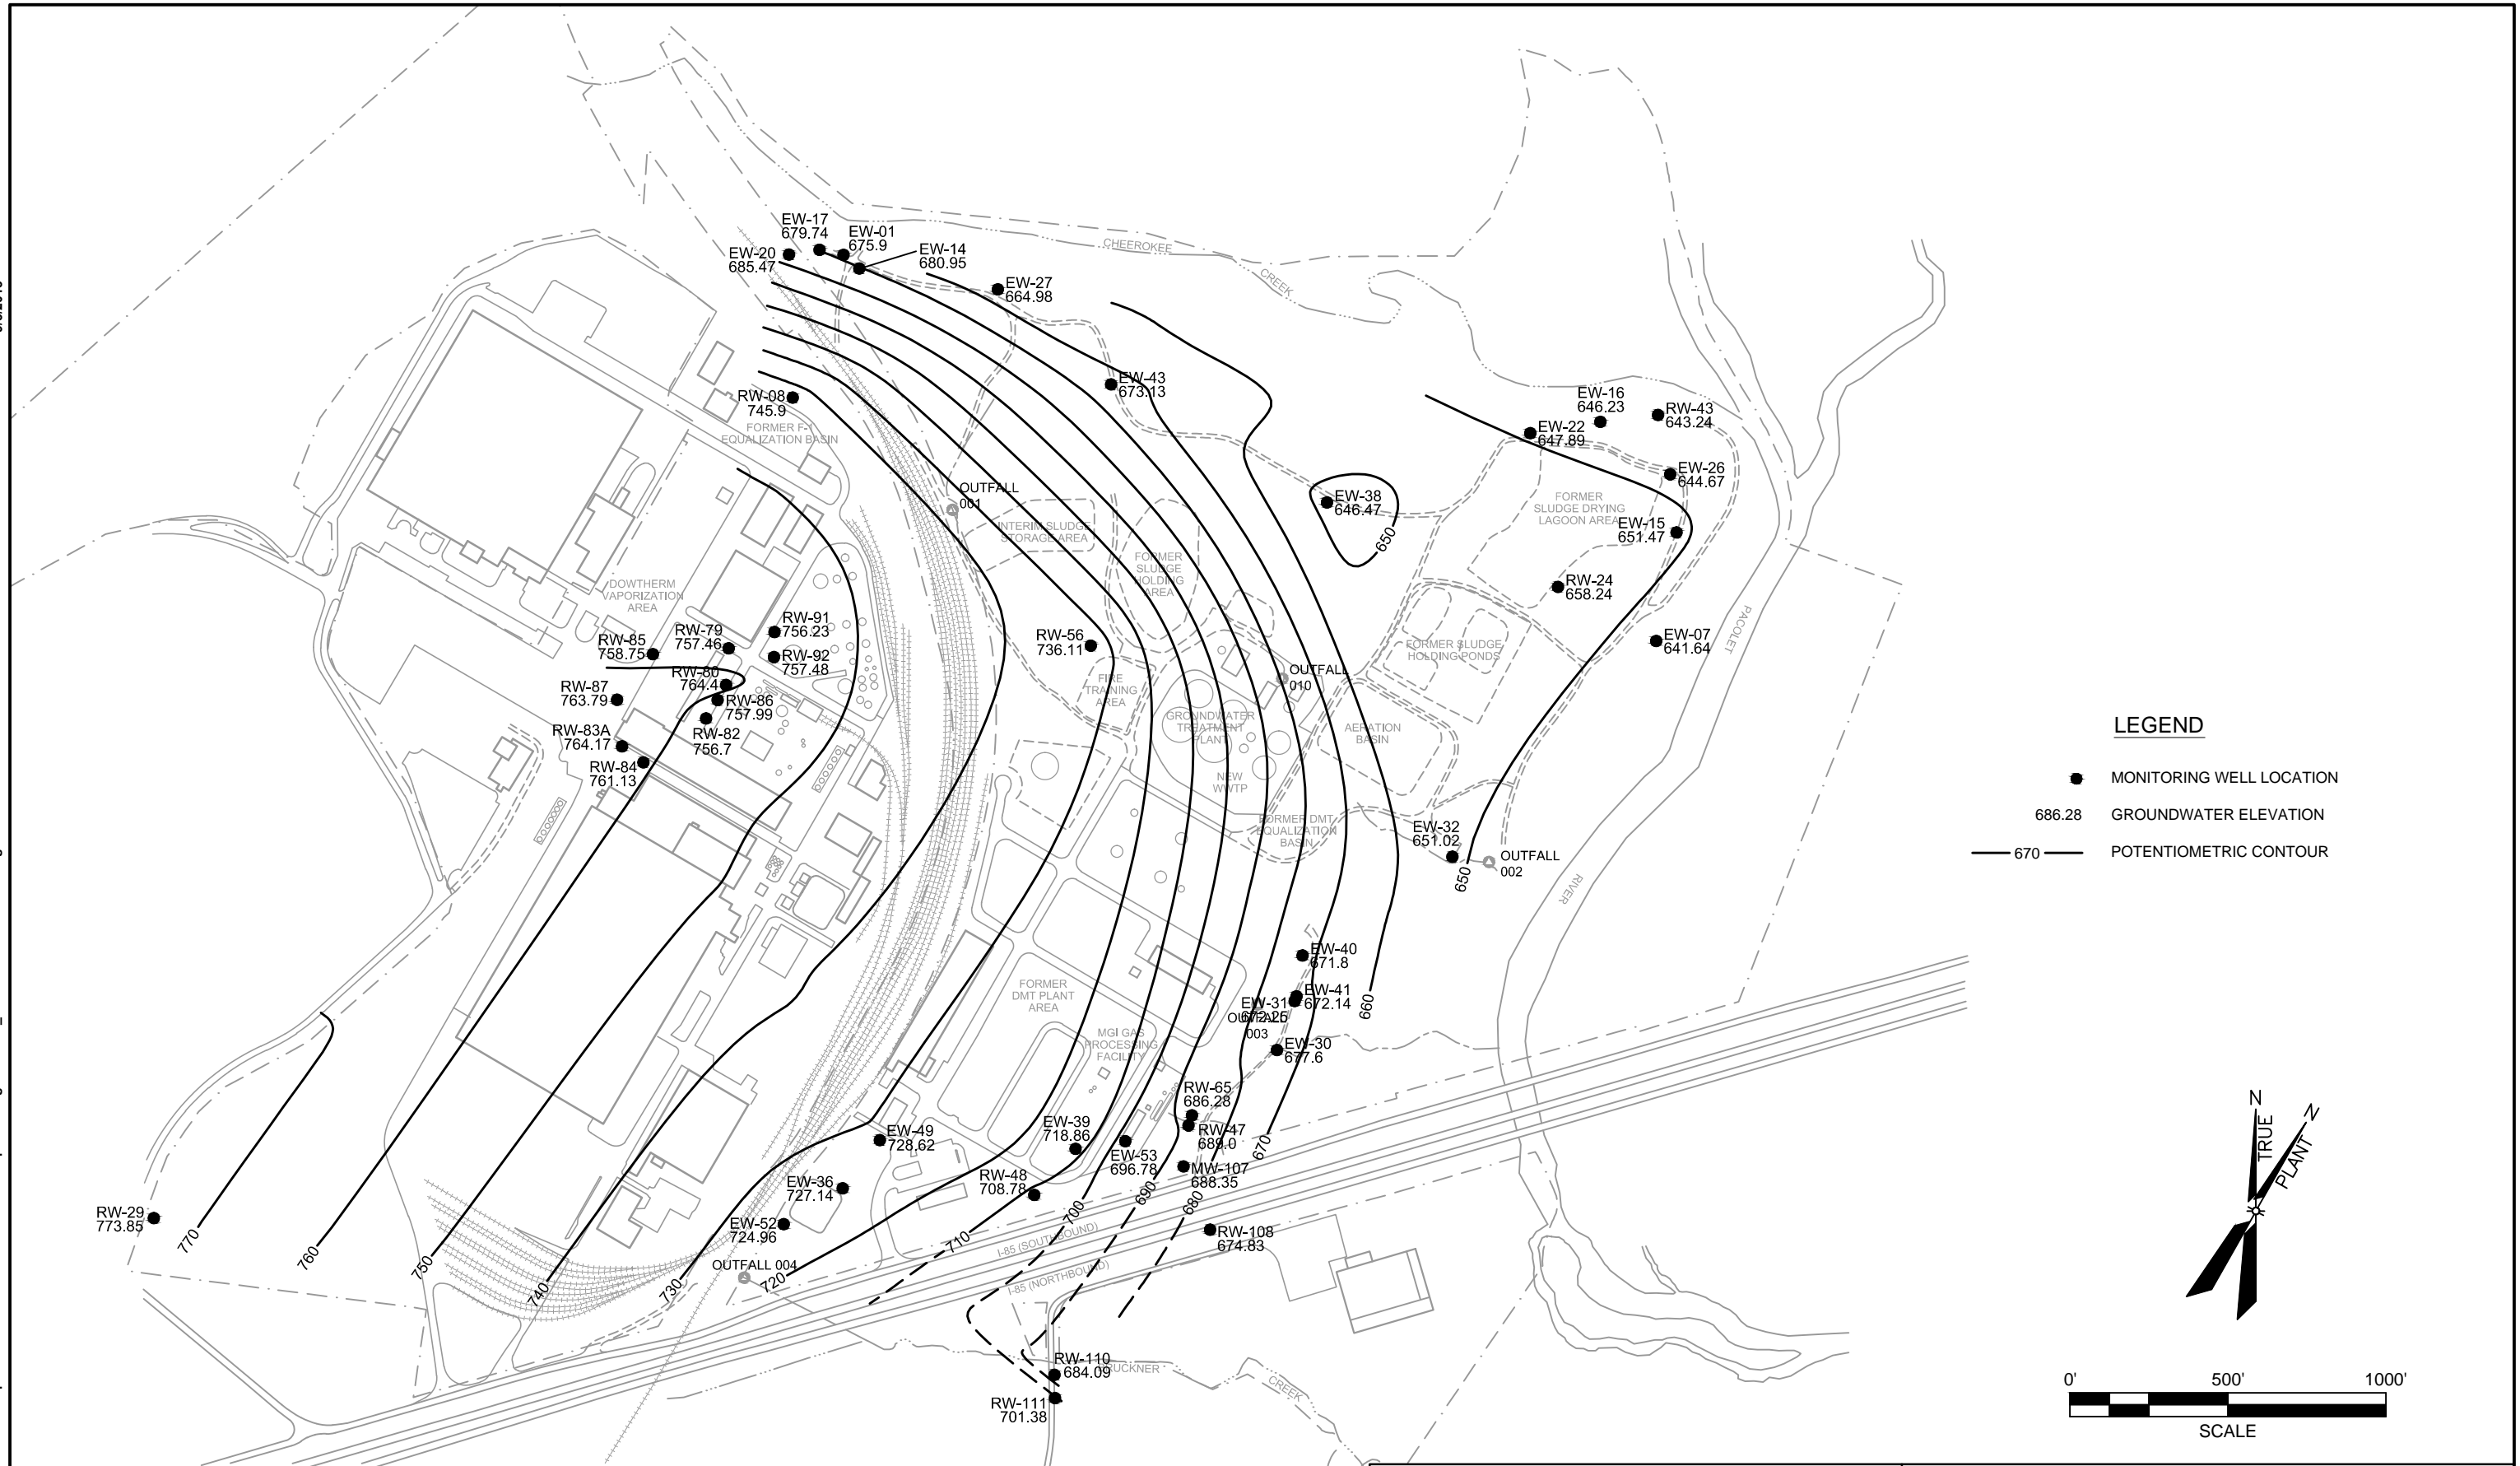 EW-17
679.74
EW-01
675.9
EW-14
680.95
EW-20
685.47
CHEEROKEE
CREEK
EW-27
664.98
EW-43
673.13
RW-08
745.9
FORMER F-1
EQUALIZATION BASIN
EW-16
646.23
RW-43
643.24
EW-22
647.89
EW-26
644.67
EW-38
646.47
650
FORMER
SLUDGE DRYING
LAGOON AREA
EW-15
651.47
OUTFALL
001
INTERIM SLUDGE
STORAGE AREA
FORMER
SLUDGE
HOLDING
AREA
RW-24
658.24
DOWTHERM
VAPORIZATION
AREA
RW-91
756.23
RW-79
757.46
RW-85
758.75
RW-92
757.48
RW-56
736.11
EW-07
641.64
PACOLET
FORMER SLUDGE
HOLDING PONDS
RW-80
764.4
RW-87
763.79
RW-86
757.99
FIRE
TRAINING
AREA
OUTFALL
010
RW-83A
764.17
RW-82
756.7
GROUNDWATER
TREATMENT
PLANT
AERATION
BASIN
RW-84
761.13
NEW
WWTP
FORMER DMT
EQUALIZATION
BASIN
EW-32
651.02
OUTFALL
002
650
RIVER
LEGEND
MONITORING WELL LOCATION
686.28 GROUNDWATER ELEVATION
670 POTENTIOMETRIC CONTOUR
EW-40
671.8
EW-41
672.14
EW-31
672.25
OUTFALL
003
660
FORMER
DMT PLANT
AREA
MGI GAS
PROCESSING
FACILITY
EW-30
677.6
RW-65
686.28
RW-47
689.0
670
EW-39
718.86
EW-49
728.62
EW-53
696.78
MW-107
688.35
RW-48
708.78
EW-36
727.14
690
680
700
RW-29
773.85
EW-52
724.96
RW-108
674.83
770
760
750
740
730
720
710
I-85 (SOUTHBOUND)
I-85 (NORTHBOUND)
OUTFALL 004
RW-110
684.09
CREEK
RW-111
701.38
N
TRUE
N
PLANT
0' 500' 1000'
SCALE